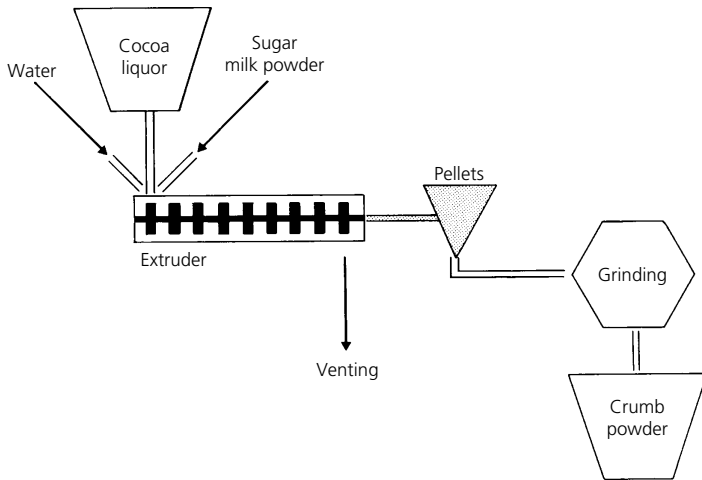 Cocoa
liquor
Sugar
milk powder
Water
Pellets
Extruder
Grinding
Venting
Crumb
powder